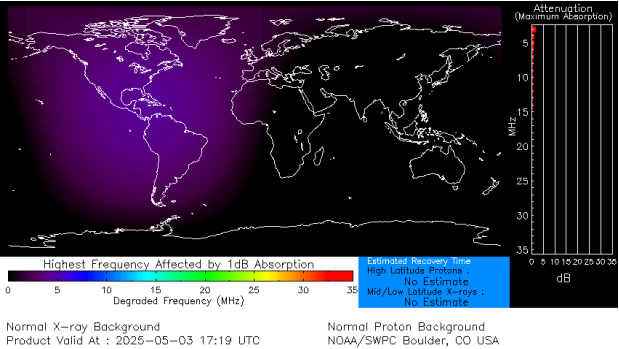 Attenuation
(Maximum Absorption)
5
10
15
20
25
30
35
MHz
0 5 10 15 20 25 30 35
dB
Highest Frequency Affected by 1dB Absorption
0 5 10 15 20 25 30 35
Degraded Frequency (MHz)
Estimated Recovery Time
High Latitude Protons :
No Estimate
Mid/Low Latitude X-rays :
No Estimate
Normal X-ray Background
Normal Proton Background
Product Valid At : 2025-05-03 17:19 UTC
NOAA/SWPC Boulder, CO USA